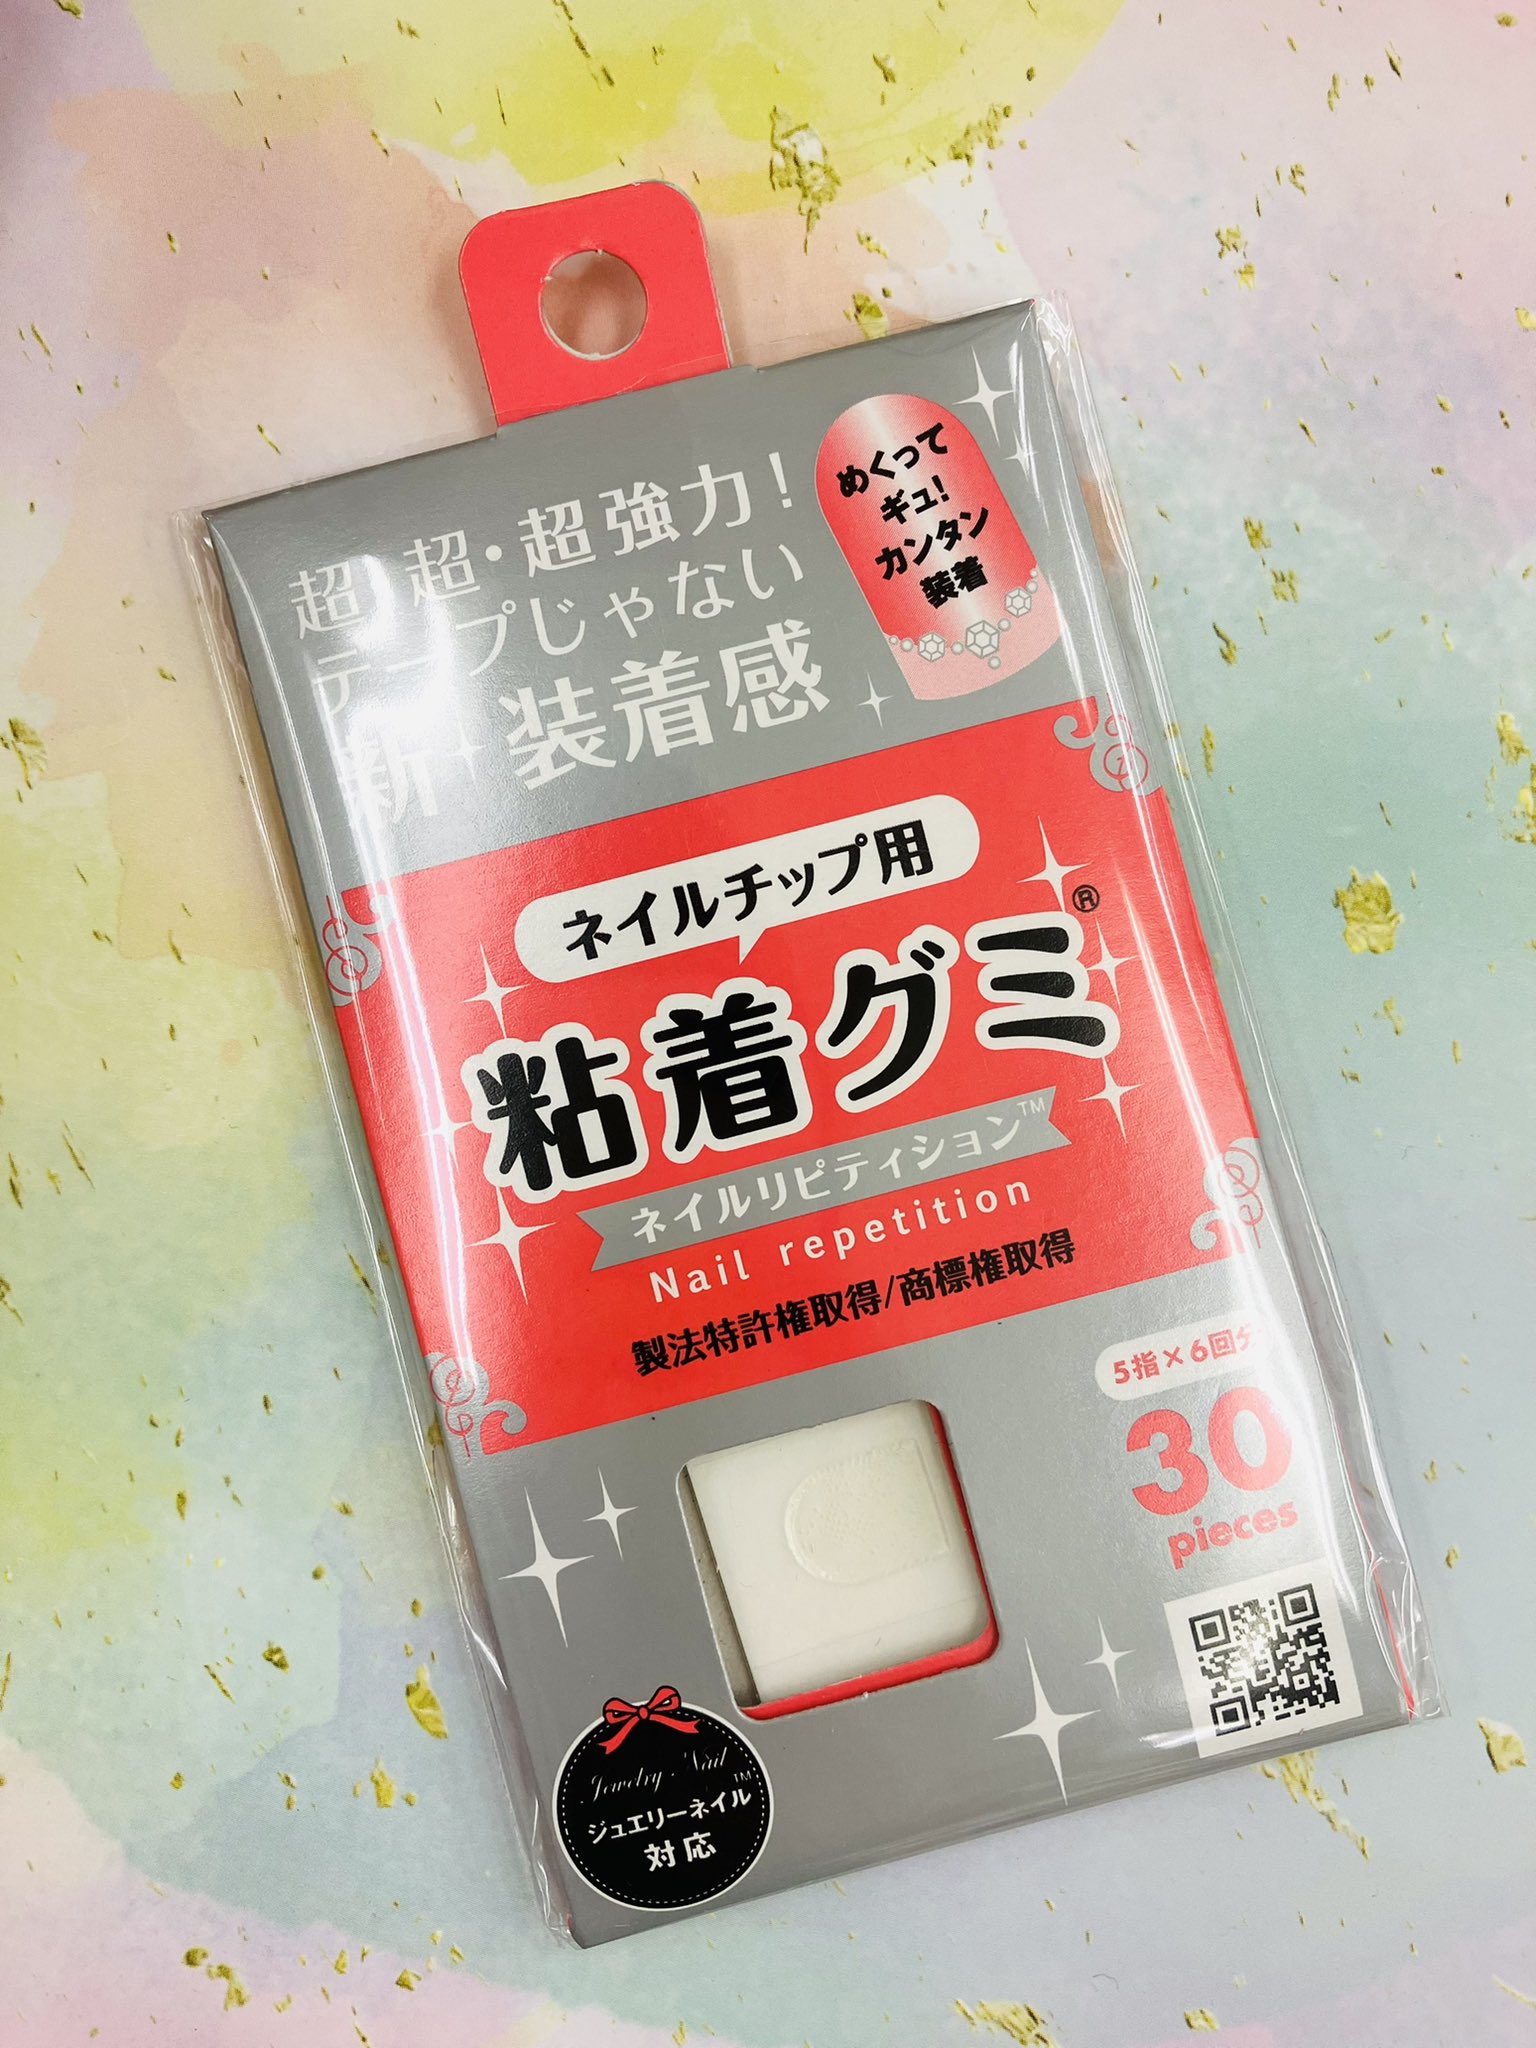 超・超・超強力!
テープじゃない
新・装着感
めくって
ギュ!
カンタン
装着
ネイルチップ用
粘着グミ®
ネイルリピティション™
Nail repetition
製法特許権取得/商標権取得
5指×6回分
30
pieces
Jewelry Nail™
ジュエリーネイル
対応